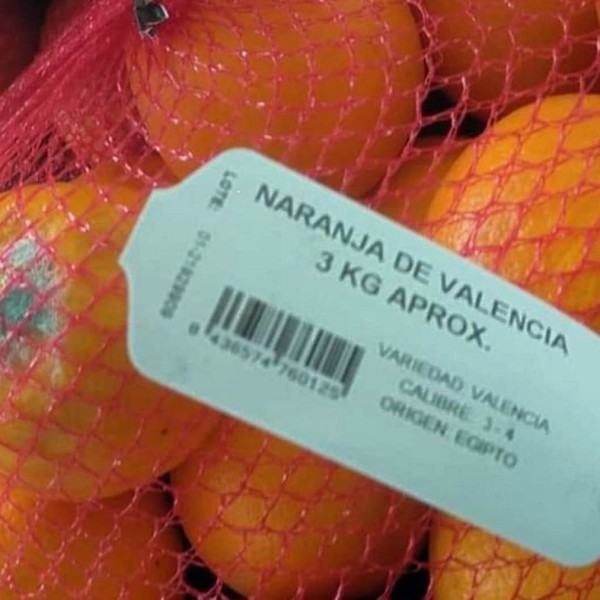 LOTE:
NARANJA DE VALENCIA
3 KG APROX.
8 436574 760125
VARIEDAD: VALENCIA
CALIBRE: 3 - 4
ORIGEN: EGIPTO